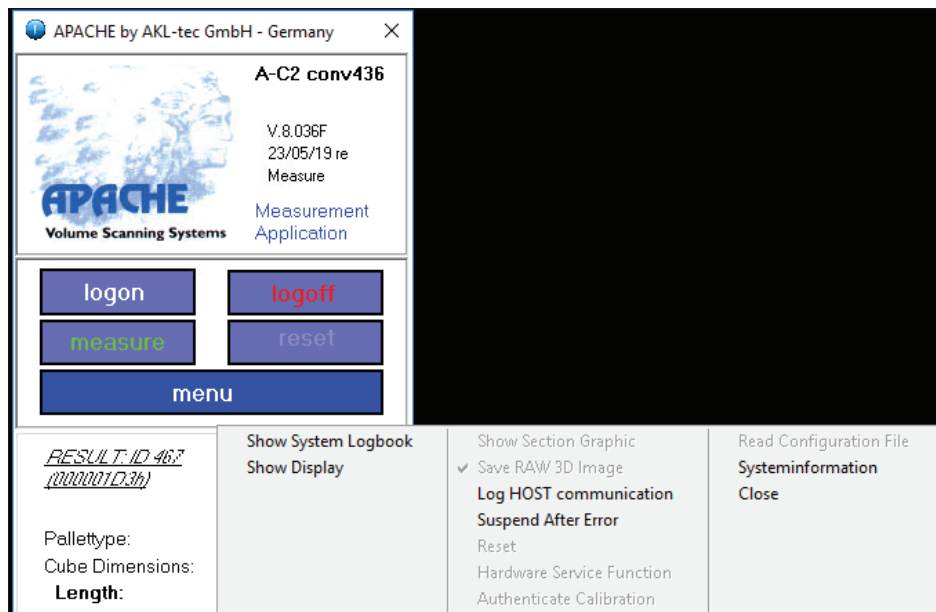 APACHE by AKL-tec GmbH - Germany
A-C2 conv436
V.8.036F
23/05/19 re
Measure
APACHE
Volume Scanning Systems
Measurement
Application
logon
logoff
measure
reset
menu
RESULT: ID 467
(000001D3h)
Pallettype:
Cube Dimensions:
Length:
Show System Logbook
Show Display
Show Section Graphic
Save RAW 3D Image
Log HOST communication
Suspend After Error
Reset
Hardware Service Function
Authenticate Calibration
Read Configuration File
Systeminformation
Close